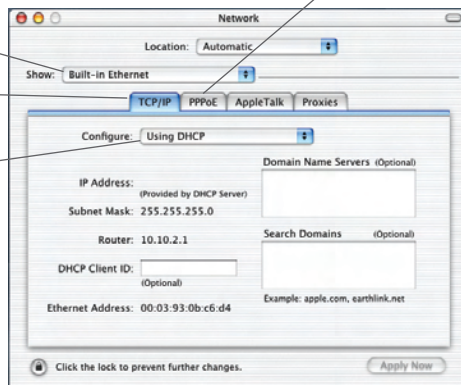 Network
Location: Automatic
Show: Built-in Ethernet
TCP/IP PPPoE AppleTalk Proxies
Configure: Using DHCP
Domain Name Servers (Optional)
IP Address:
(Provided by DHCP Server)
Subnet Mask: 255.255.255.0
Router: 10.10.2.1
Search Domains (Optional)
DHCP Client ID:
(Optional)
Example: apple.com, earthlink.net
Ethernet Address: 00:03:93:0b:c6:d4
Click the lock to prevent further changes.
Apply Now